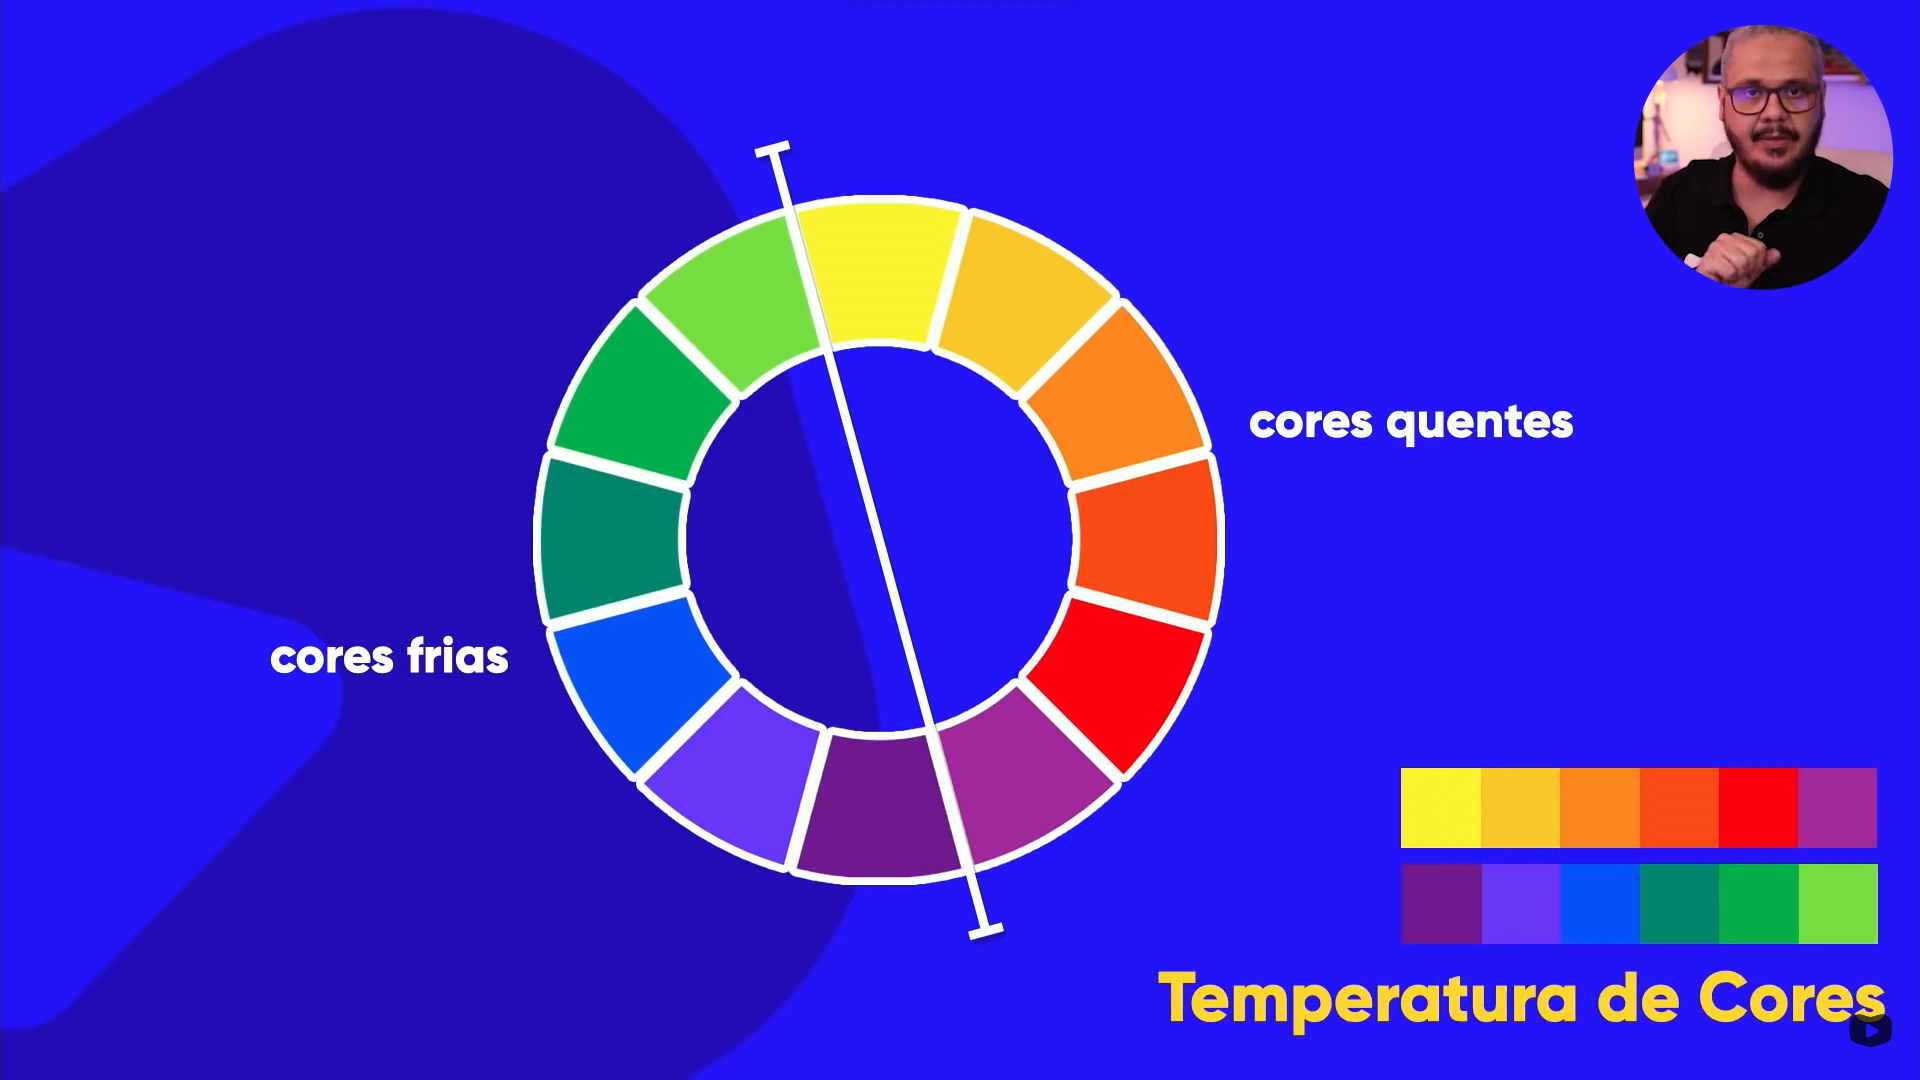 cores quentes
cores frias
Temperatura de Cores